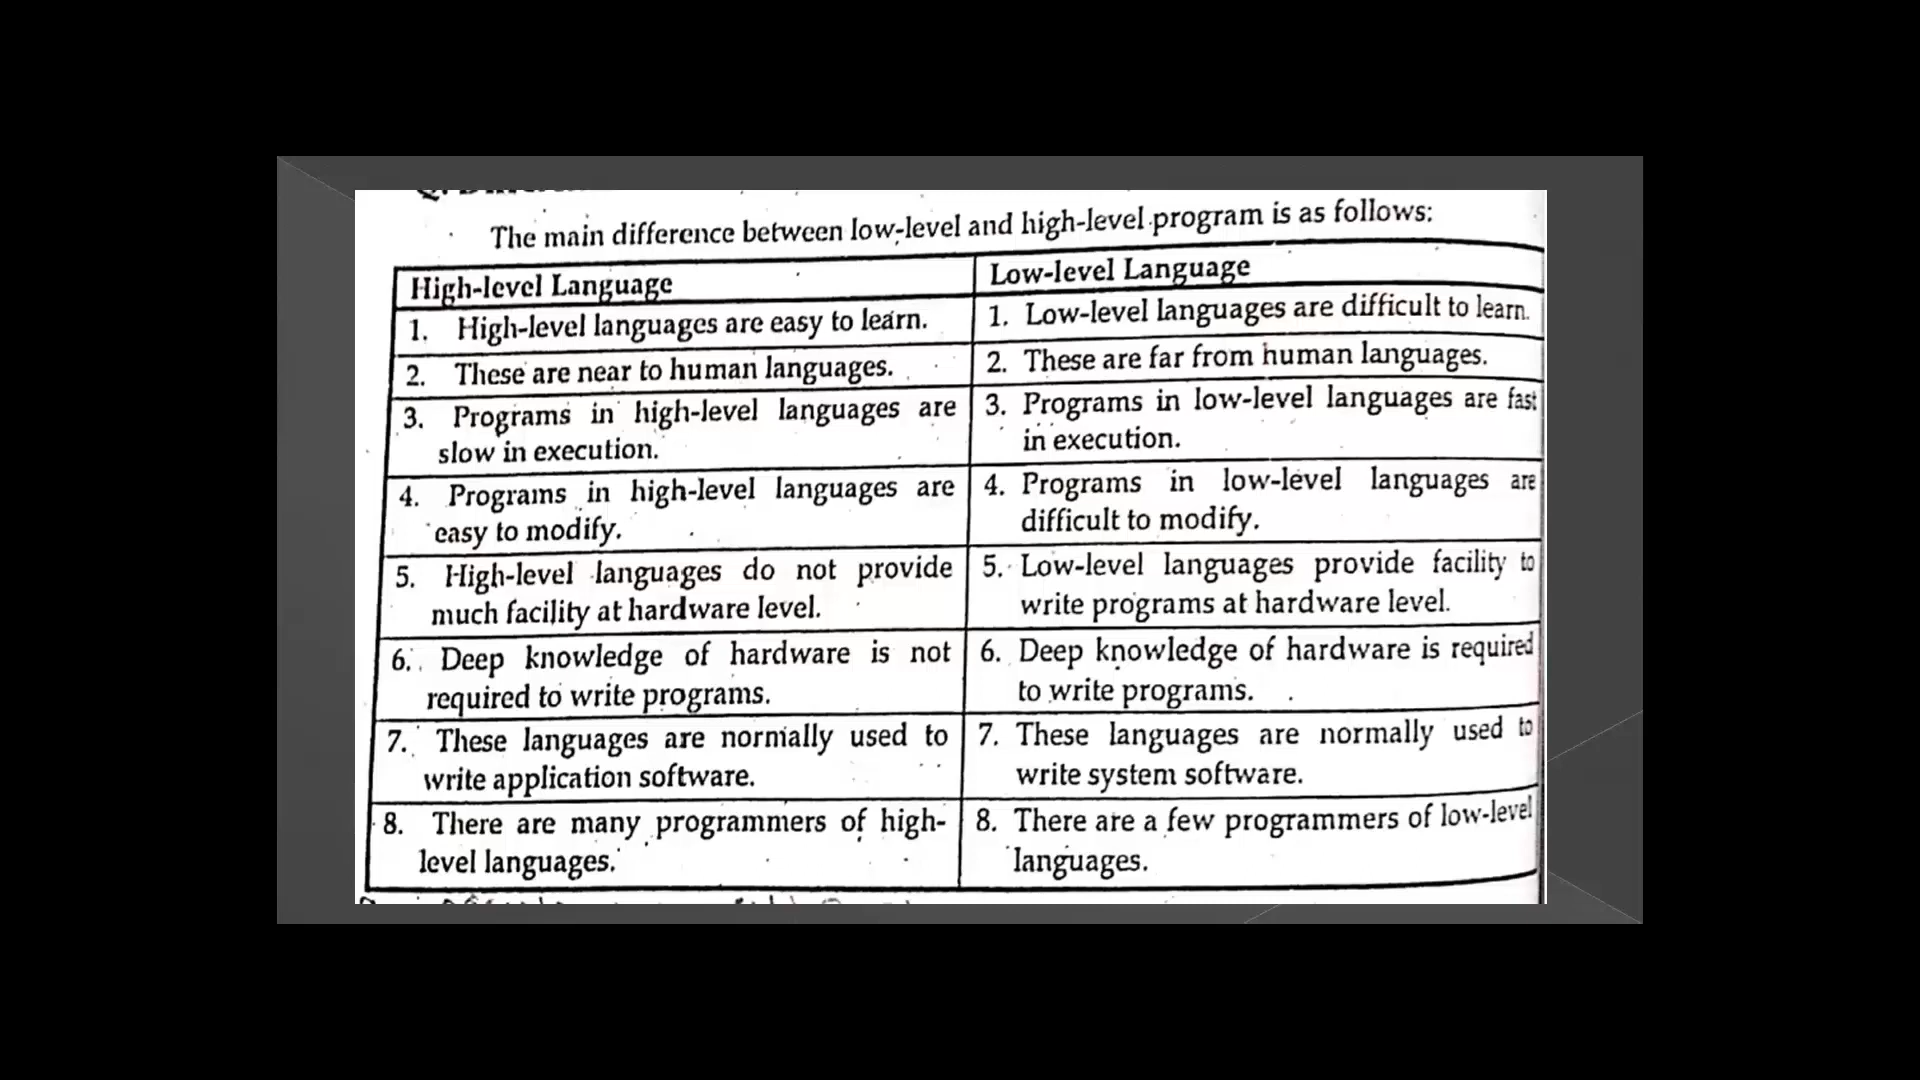 The main difference between low-level and high-level program is as follows:
High-level Language
Low-level Language
1. High-level languages are easy to learn.
1. Low-level languages are difficult to learn.
2. These are near to human languages.
2. These are far from human languages.
3. Programs in high-level languages are
slow in execution.
3. Programs in low-level languages are fast
in execution.
4. Programs in high-level languages are
easy to modify.
4. Programs in low-level languages are
difficult to modify.
5. High-level languages do not provide
much facility at hardware level.
5. Low-level languages provide facility to
write programs at hardware level.
6. Deep knowledge of hardware is not
required to write programs.
6. Deep knowledge of hardware is required
to write programs.
7. These languages are normally used to
write application software.
7. These languages are normally used to
write system software.
8. There are many programmers of high-
level languages.
8. There are a few programmers of low-level
languages.